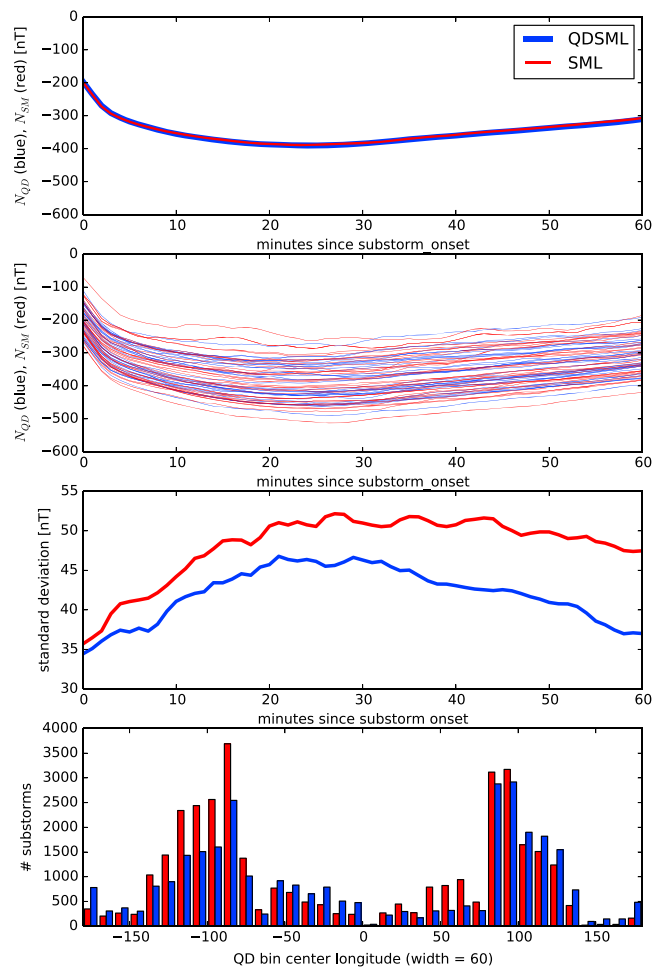 0
−100
−200
−300
−400
−500
−600
N_QD (blue), N_SM (red) [nT]
QDSML
SML
0 10 20 30 40 50 60
minutes since substorm_onset
0
−100
−200
−300
−400
−500
−600
N_QD (blue), N_SM (red) [nT]
0 10 20 30 40 50 60
minutes since substorm_onset
55
50
45
40
35
30
standard deviation [nT]
0 10 20 30 40 50 60
minutes since substorm_onset
4000
3500
3000
2500
2000
1500
1000
500
0
# substorms
−150 −100 −50 0 50 100 150
QD bin center longitude (width = 60)